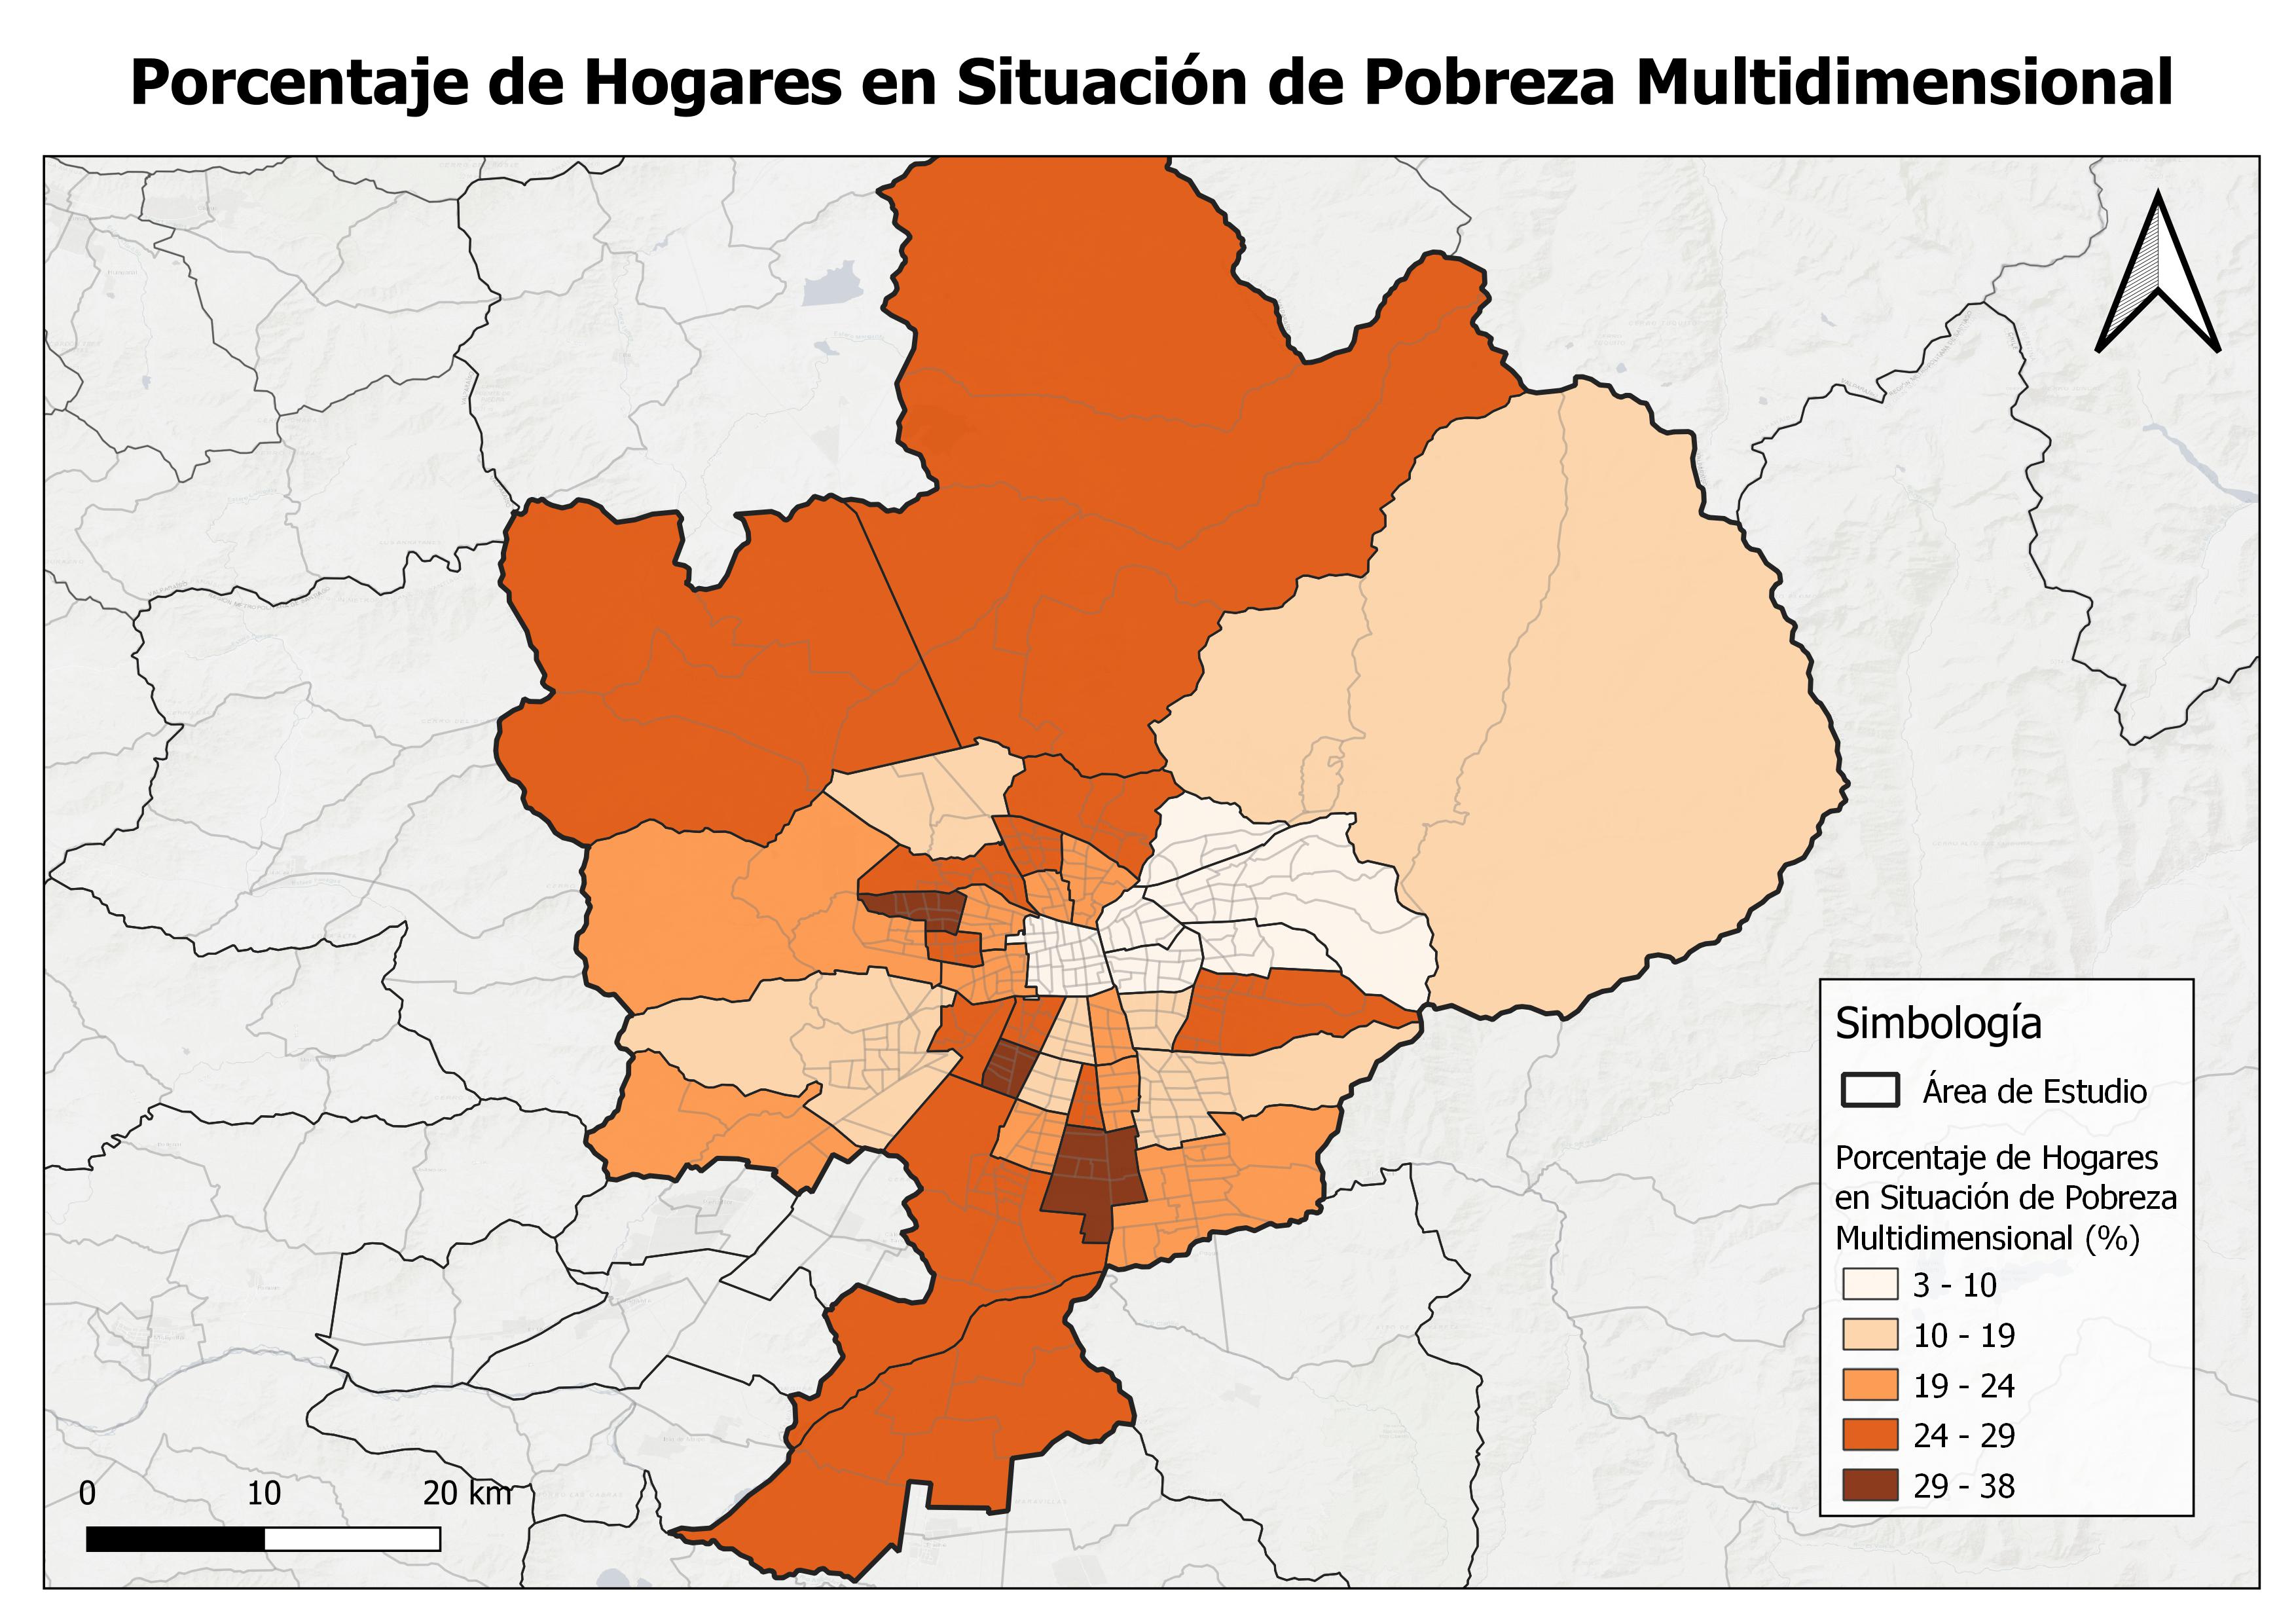 Porcentaje de Hogares en Situación de Pobreza Multidimensional
Simbología
Área de Estudio
Porcentaje de Hogares
en Situación de Pobreza
Multidimensional (%)
3 - 10
10 - 19
19 - 24
24 - 29
29 - 38
0 10 20 km